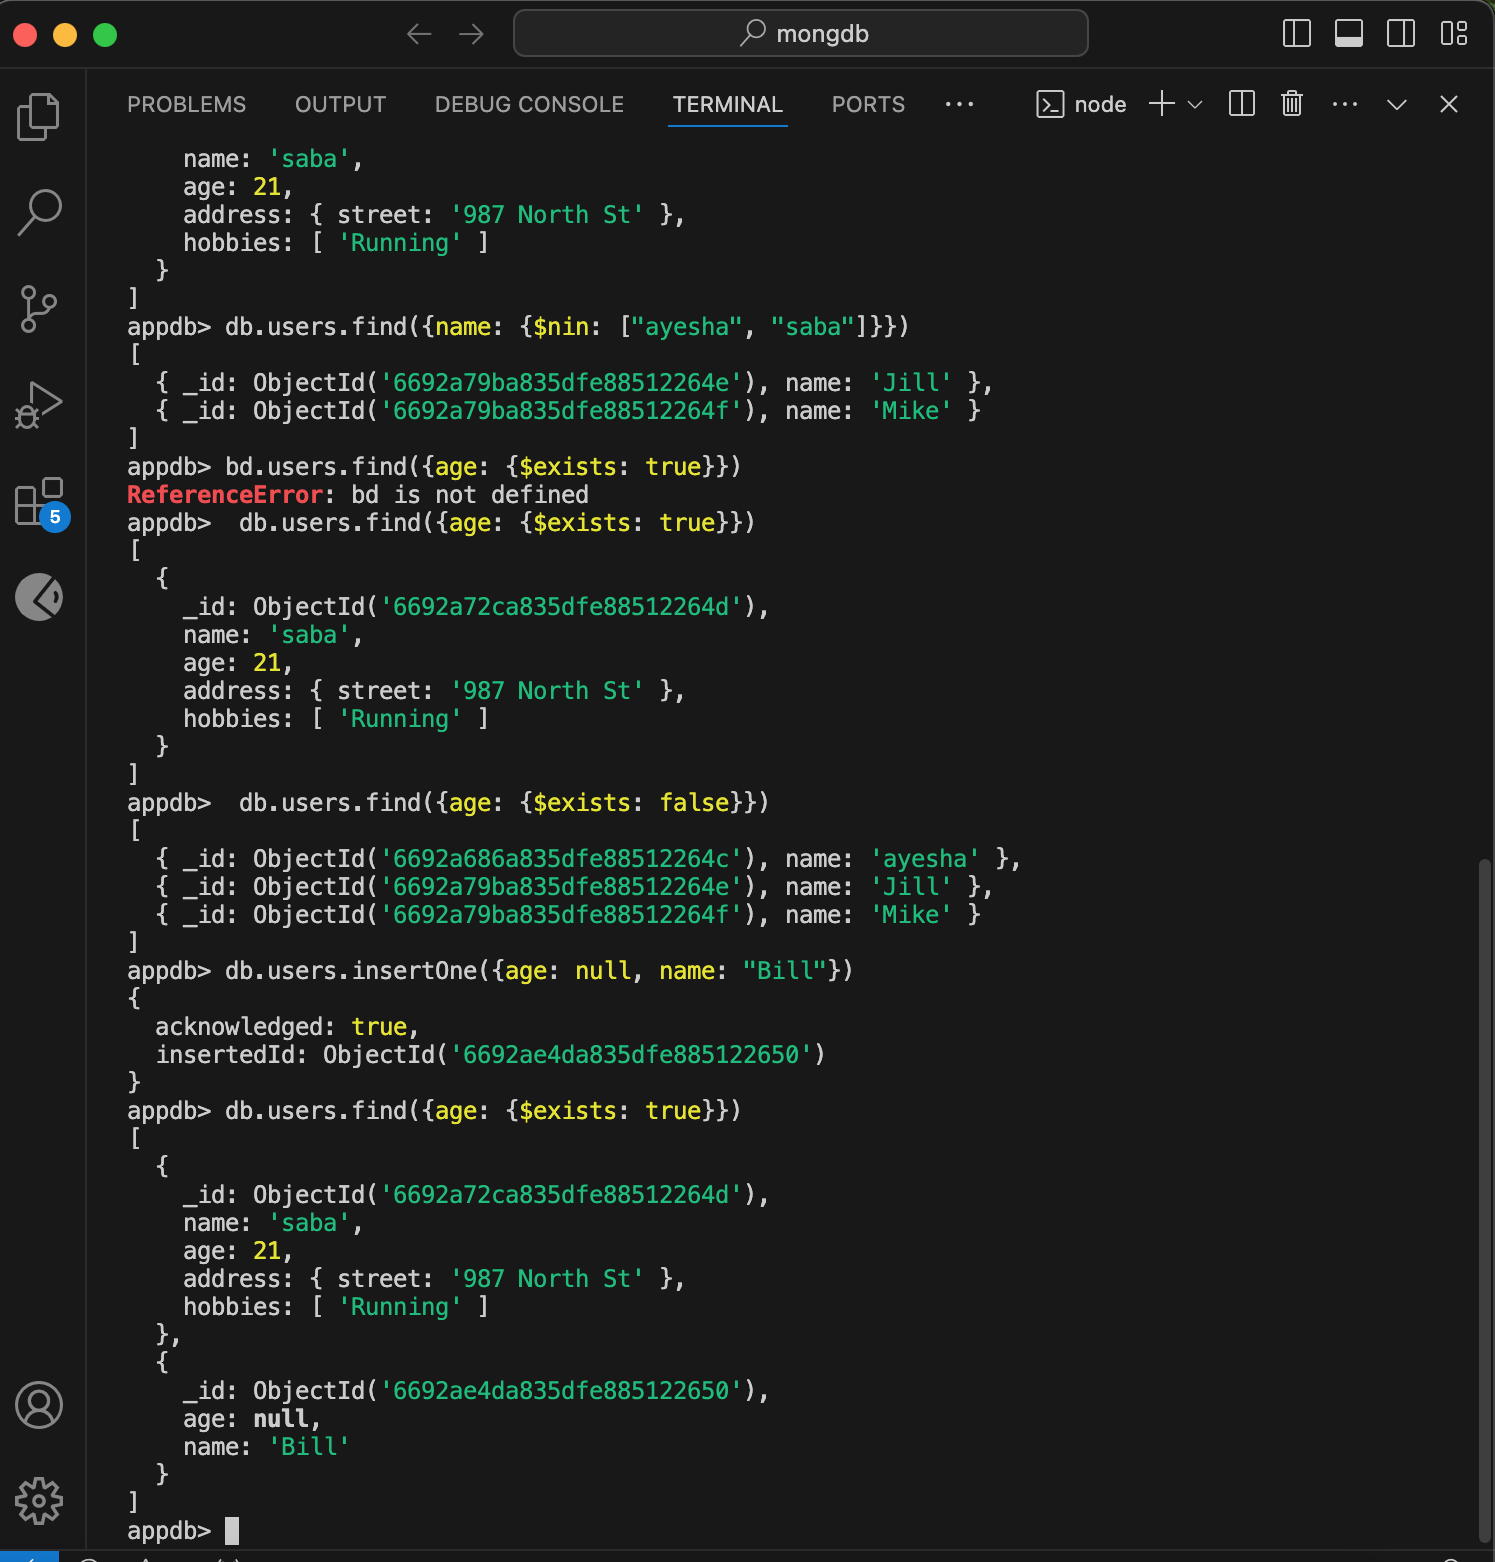 mongdb
PROBLEMS OUTPUT DEBUG CONSOLE TERMINAL PORTS ··· node
name: 'saba',
age: 21,
address: { street: '987 North St' },
hobbies: [ 'Running' ]
}
]
appdb> db.users.find({name: {$nin: ["ayesha", "saba"]}})
[
{ _id: ObjectId('6692a79ba835dfe88512264e'), name: 'Jill' },
{ _id: ObjectId('6692a79ba835dfe88512264f'), name: 'Mike' }
]
appdb> bd.users.find({age: {$exists: true}})
ReferenceError: bd is not defined
appdb>  db.users.find({age: {$exists: true}})
[
{
_id: ObjectId('6692a72ca835dfe88512264d'),
name: 'saba',
age: 21,
address: { street: '987 North St' },
hobbies: [ 'Running' ]
}
]
appdb>  db.users.find({age: {$exists: false}})
[
{ _id: ObjectId('6692a686a835dfe88512264c'), name: 'ayesha' },
{ _id: ObjectId('6692a79ba835dfe88512264e'), name: 'Jill' },
{ _id: ObjectId('6692a79ba835dfe88512264f'), name: 'Mike' }
]
appdb> db.users.insertOne({age: null, name: "Bill"})
{
acknowledged: true,
insertedId: ObjectId('6692ae4da835dfe885122650')
}
appdb> db.users.find({age: {$exists: true}})
[
{
_id: ObjectId('6692a72ca835dfe88512264d'),
name: 'saba',
age: 21,
address: { street: '987 North St' },
hobbies: [ 'Running' ]
},
{
_id: ObjectId('6692ae4da835dfe885122650'),
age: null,
name: 'Bill'
}
]
appdb>
5